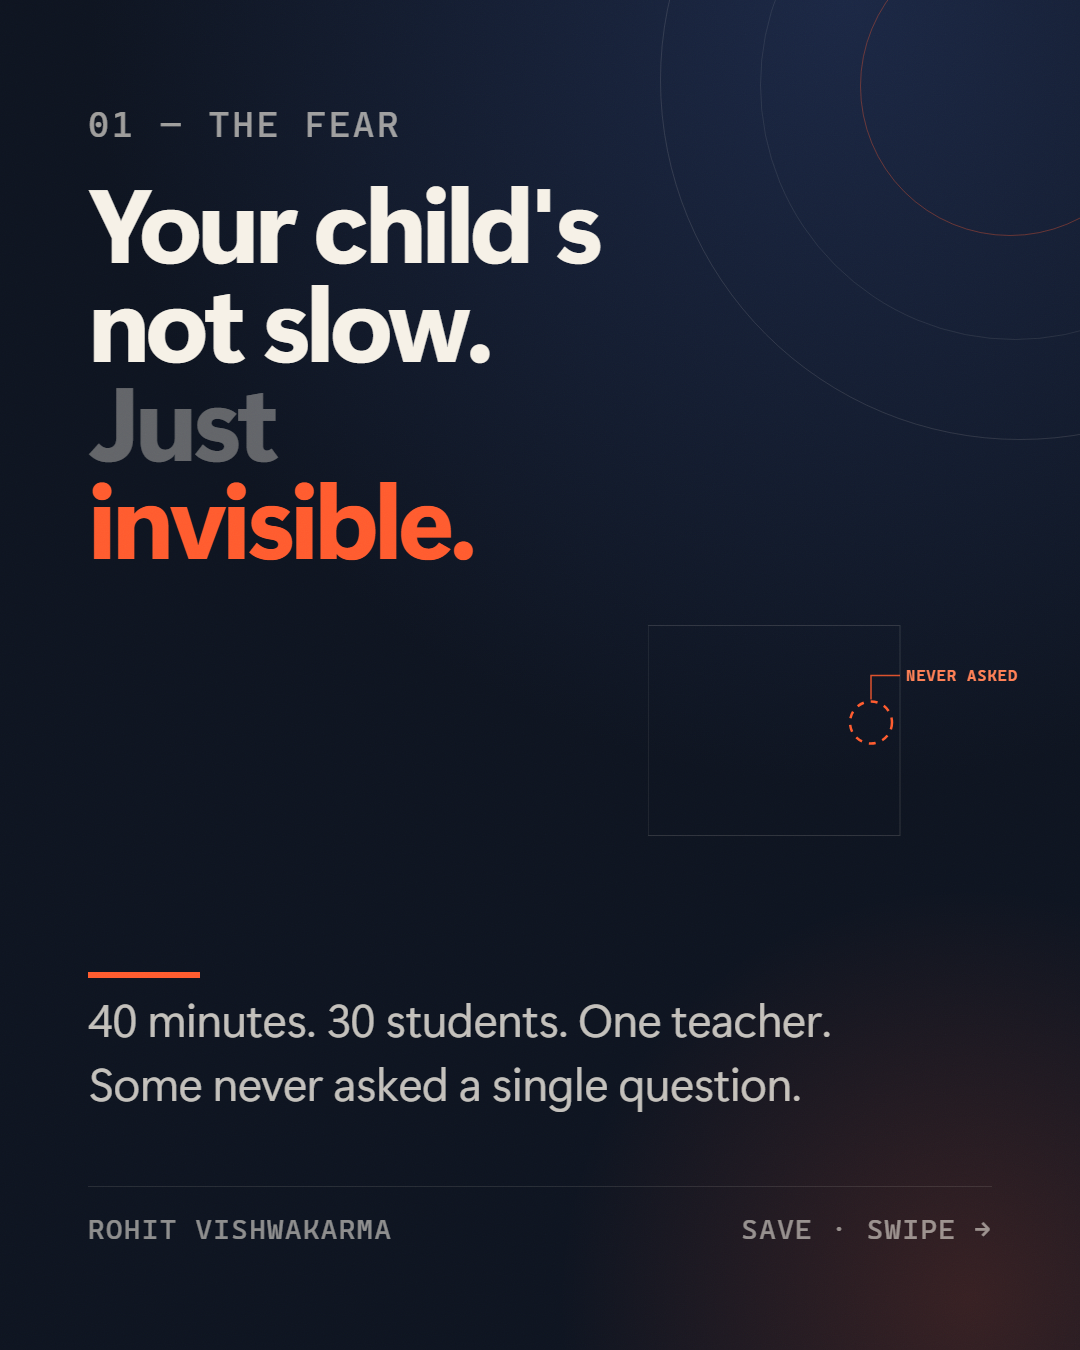 01 — THE FEAR
Your child's
not slow.
Just
invisible.
NEVER ASKED
40 minutes. 30 students. One teacher.
Some never asked a single question.
ROHIT VISHWAKARMA
SAVE · SWIPE →